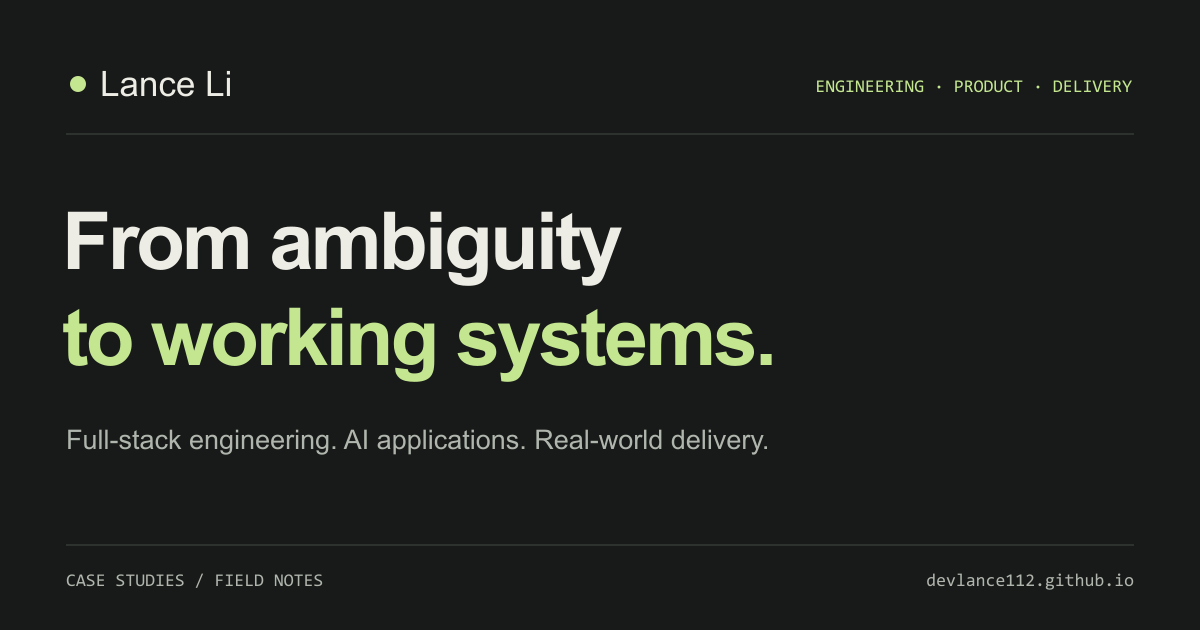 Lance Li
ENGINEERING · PRODUCT · DELIVERY
From ambiguity
to working systems.
Full-stack engineering. AI applications. Real-world delivery.
CASE STUDIES / FIELD NOTES
devlance112.github.io